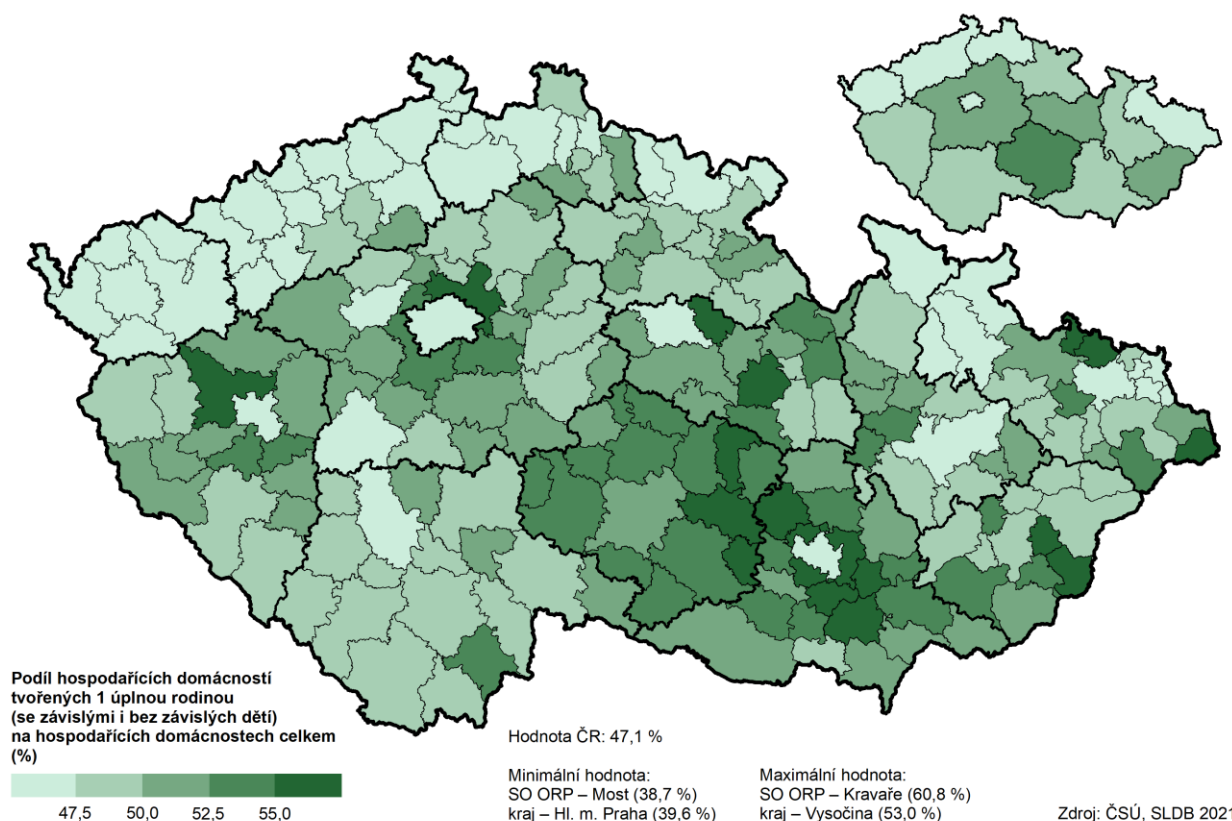 Podíl hospodařících domácností
tvořených 1 úplnou rodinou
(se závislými i bez závislých dětí)
na hospodařících domácnostech celkem
(%)
47,5 50,0 52,5 55,0
Hodnota ČR: 47,1 %
Minimální hodnota:
SO ORP – Most (38,7 %)
kraj – Hl. m. Praha (39,6 %)
Maximální hodnota:
SO ORP – Kravaře (60,8 %)
kraj – Vysočina (53,0 %)
Zdroj: ČSÚ, SLDB 2021